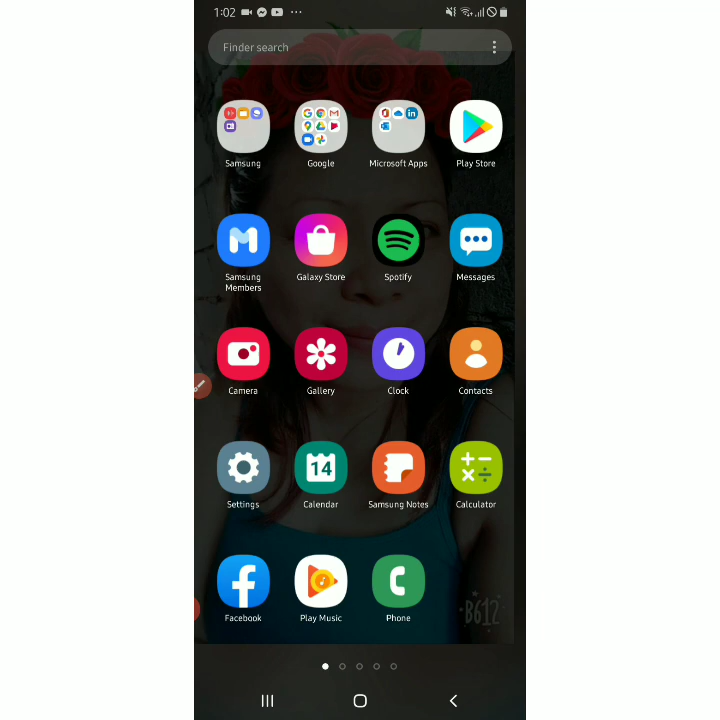 1:02
Finder search
Samsung
Google
Microsoft Apps
Play Store
Samsung
Members
Galaxy Store
Spotify
Messages
Camera
Gallery
Clock
Contacts
Settings
14
Calendar
Samsung Notes
Calculator
Facebook
Play Music
Phone
B612